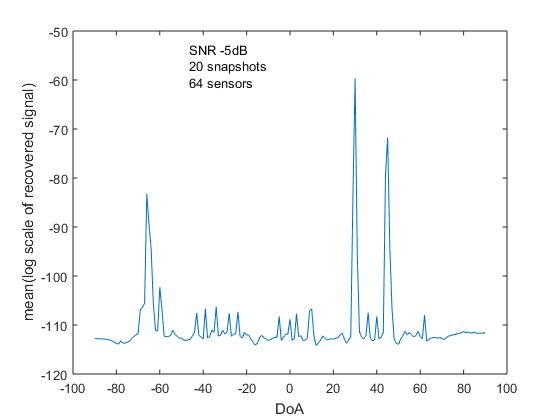 -50
-60
-70
-80
-90
-100
-110
-120
mean(log scale of recovered signal)
SNR -5dB
20 snapshots
64 sensors
-100 -80 -60 -40 -20 0 20 40 60 80 100
DoA